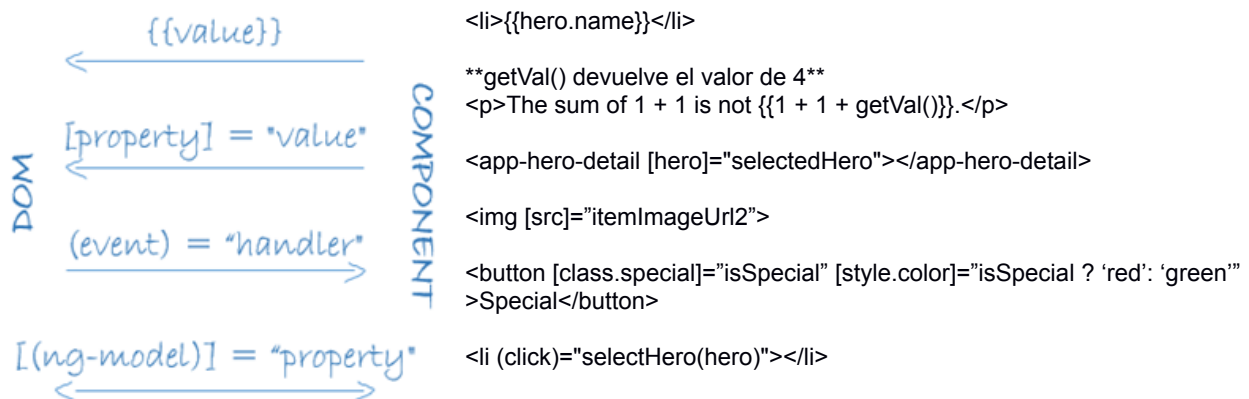 {{value}}
[property] = "value"
(event) = "handler"
[(ng-model)] = "property"
DOM
COMPONENT
<li>{{hero.name}}</li>
**getVal() devuelve el valor de 4**
<p>The sum of 1 + 1 is not {{1 + 1 + getVal()}}.</p>
<app-hero-detail [hero]="selectedHero"></app-hero-detail>
<img [src]=”itemImageUrl2”>
<button [class.special]=”isSpecial” [style.color]=”isSpecial ? ‘red’: ‘green’”
>Special</button>
<li (click)="selectHero(hero)"></li>